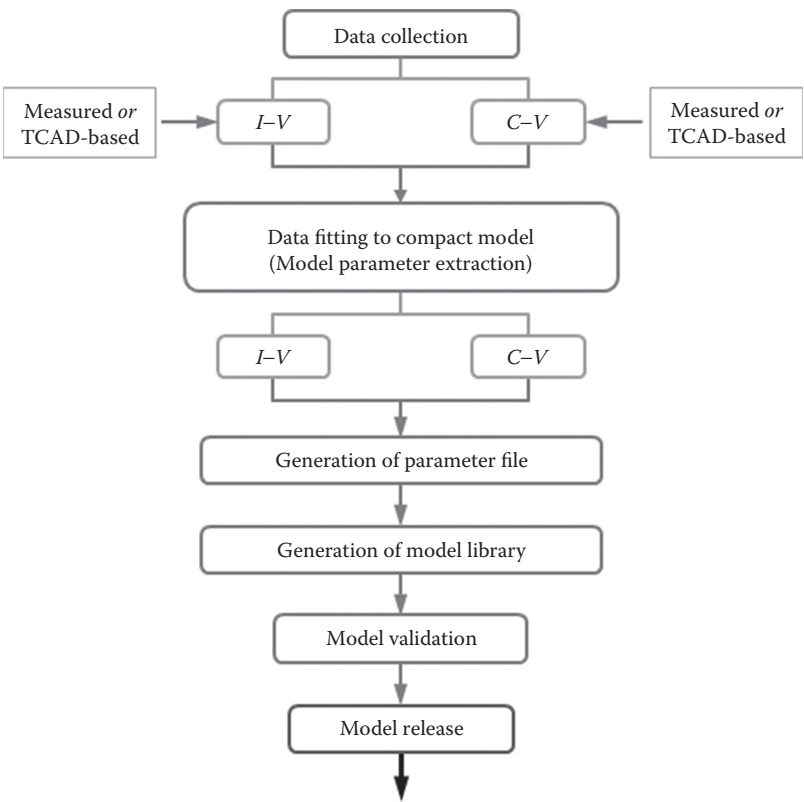 Data collection
Measured or
TCAD-based
I–V
C–V
Measured or
TCAD-based
Data fitting to compact model
(Model parameter extraction)
I–V
C–V
Generation of parameter file
Generation of model library
Model validation
Model release